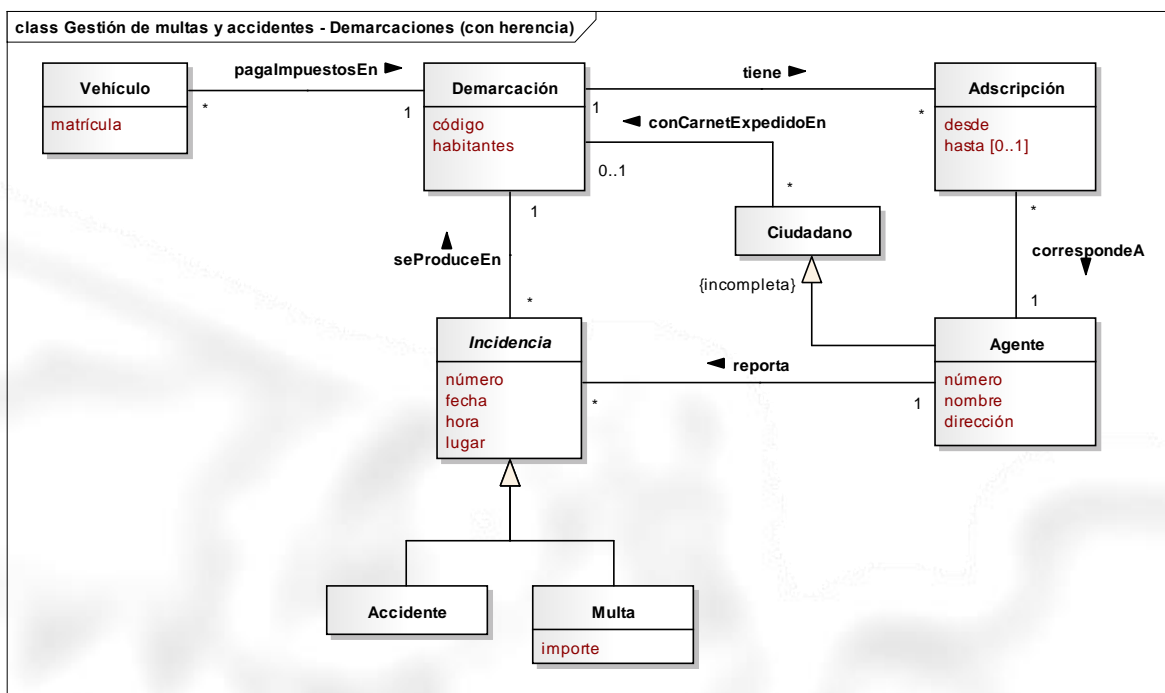 class Gestión de multas y accidentes - Demarcaciones (con herencia)
Vehículo
matrícula
pagaImpuestosEn
*
1
Demarcación
código
habitantes
tiene
1
*
Adscripción
desde
hasta [0..1]
conCarnetExpedidoEn
0..1
*
Ciudadano
{incompleta}
1
seProduceEn
*
*
correspondeA
1
Incidencia
número
fecha
hora
lugar
reporta
*
1
Agente
número
nombre
dirección
Accidente
Multa
importe